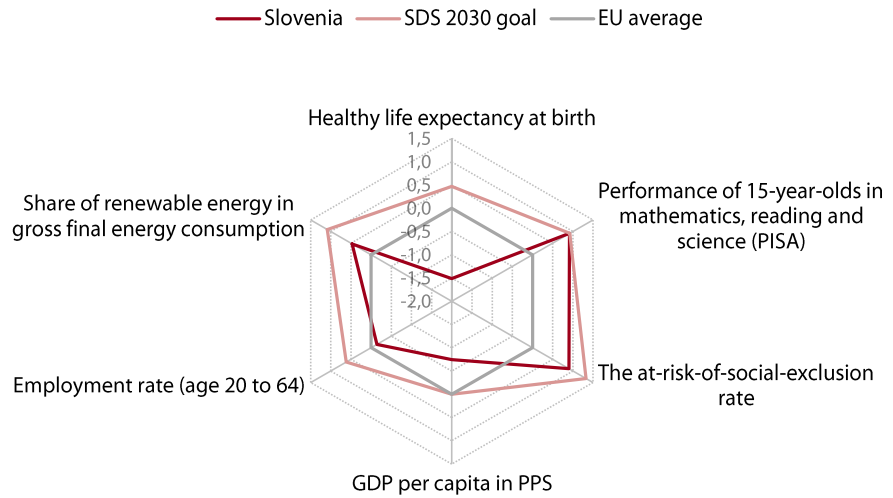 Slovenia SDS 2030 goal EU average
Healthy life expectancy at birth
1,5
1,0
0,5
0,0
-0,5
-1,0
-1,5
-2,0
Performance of 15-year-olds in
mathematics, reading and
science (PISA)
The at-risk-of-social-exclusion
rate
GDP per capita in PPS
Employment rate (age 20 to 64)
Share of renewable energy in
gross final energy consumption